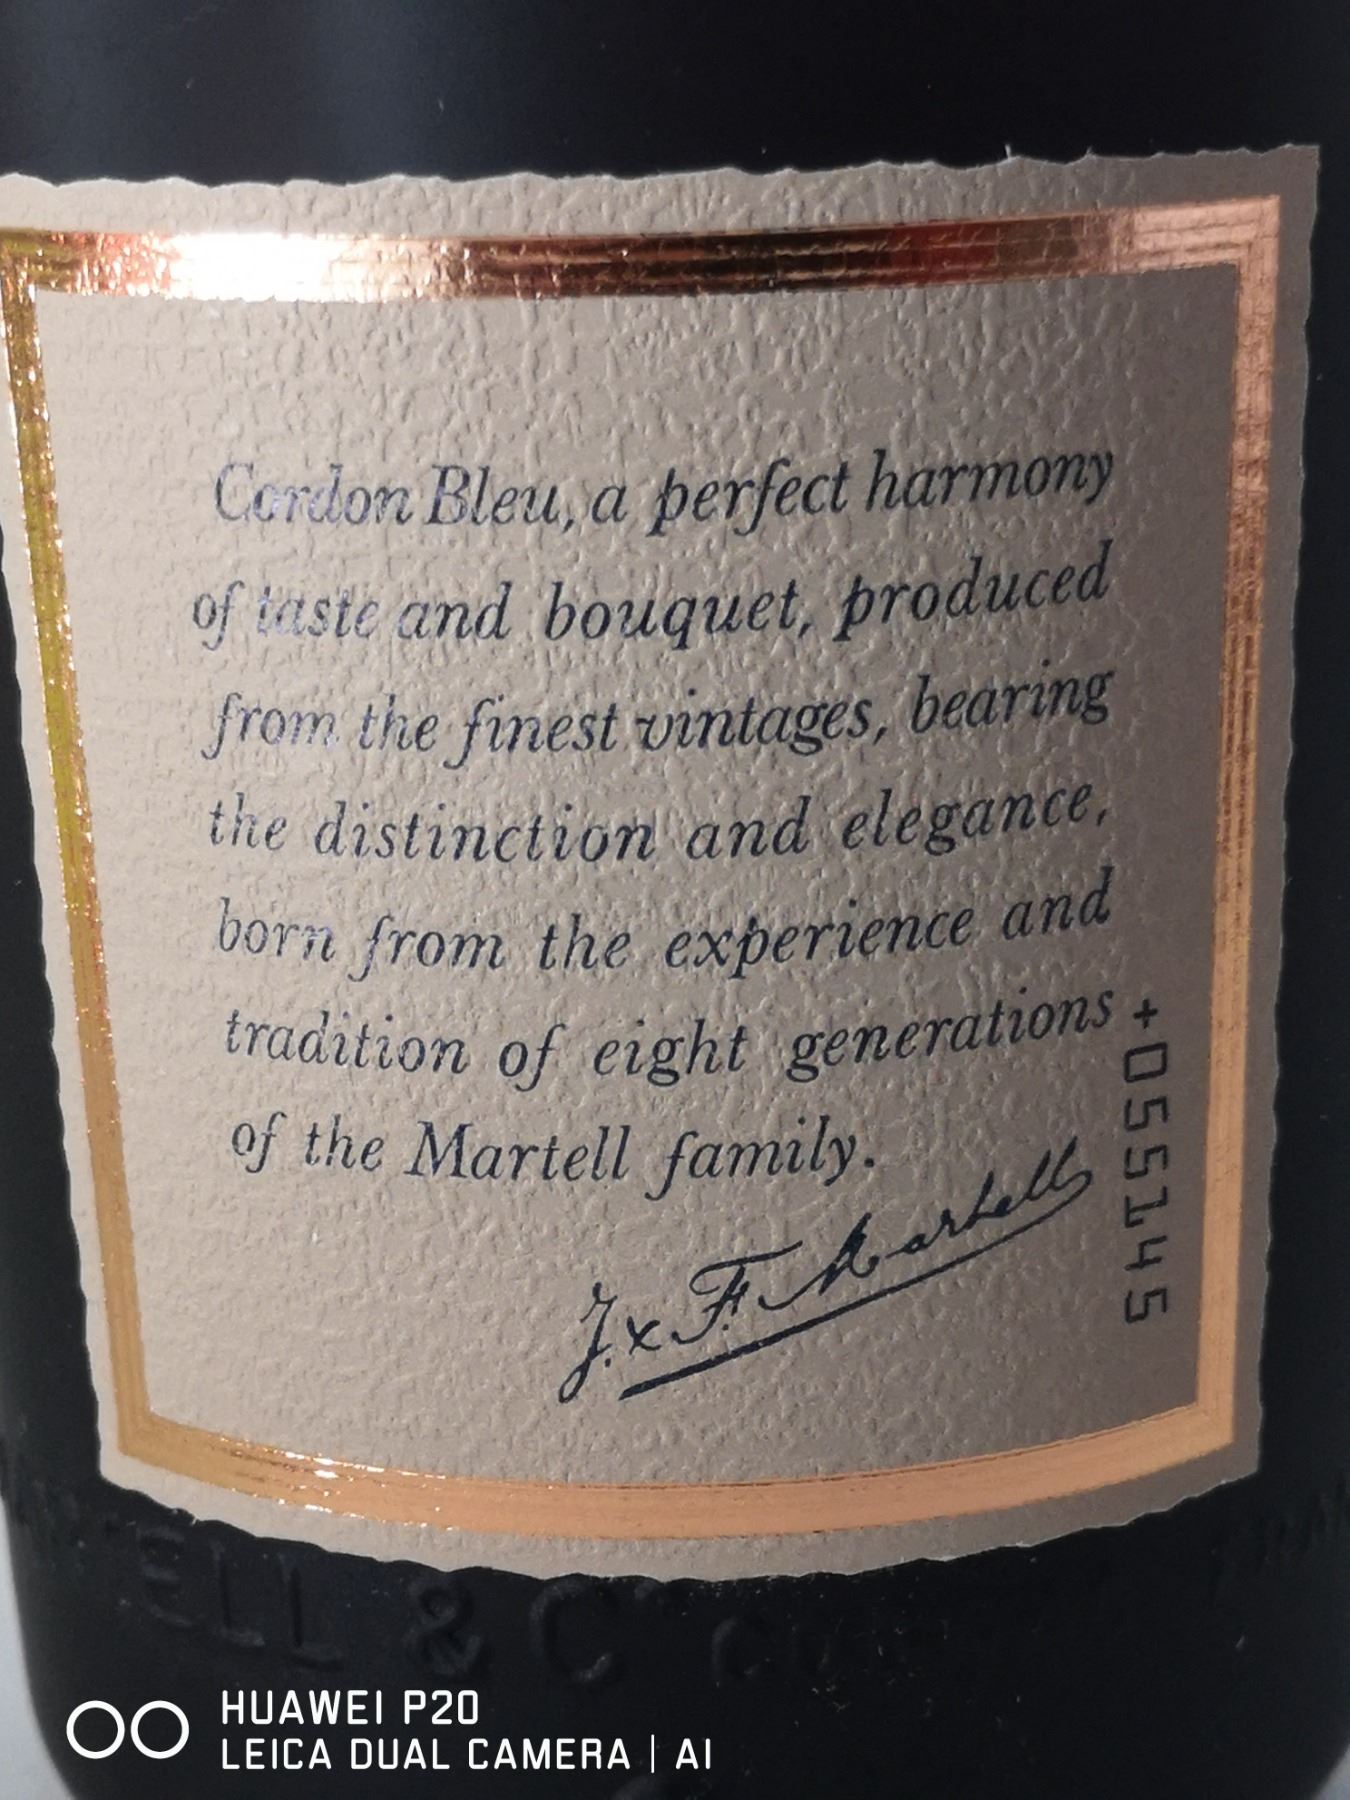 Cordon Bleu, a perfect harmony
of taste and bouquet, produced
from the finest vintages, bearing
the distinction and elegance,
born from the experience and
tradition of eight generations
of the Martell family.
J. x F. Martell
+055145
ELL & C
HUAWEI P20
LEICA DUAL CAMERA | AI